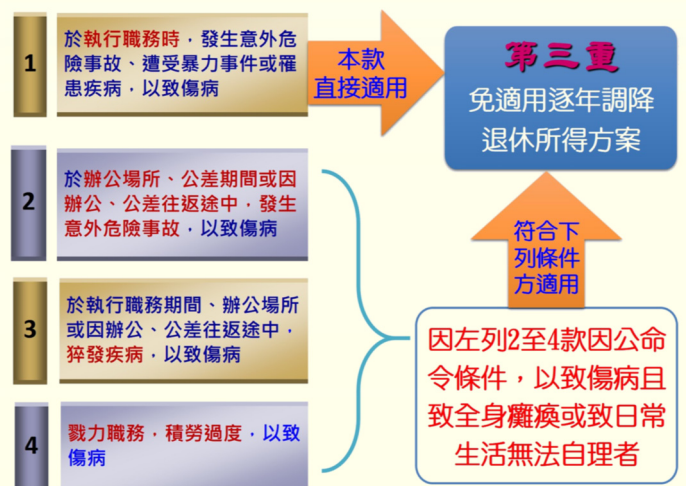 1
於執行職務時，發生意外危
險事故、遭受暴力事件或罹
患疾病，以致傷病
本款
直接適用
第三重
免適用逐年調降
退休所得方案
2
於辦公場所、公差期間或因
辦公、公差往返途中，發生
意外危險事故，以致傷病
符合下
列條件
方適用
3
於執行職務期間、辦公場所
或因辦公、公差往返途中，
猝發疾病，以致傷病
因左列2至4款因公命
令條件，以致傷病且
致全身癱瘓或致日常
生活無法自理者
4
戮力職務，積勞過度，以致
傷病